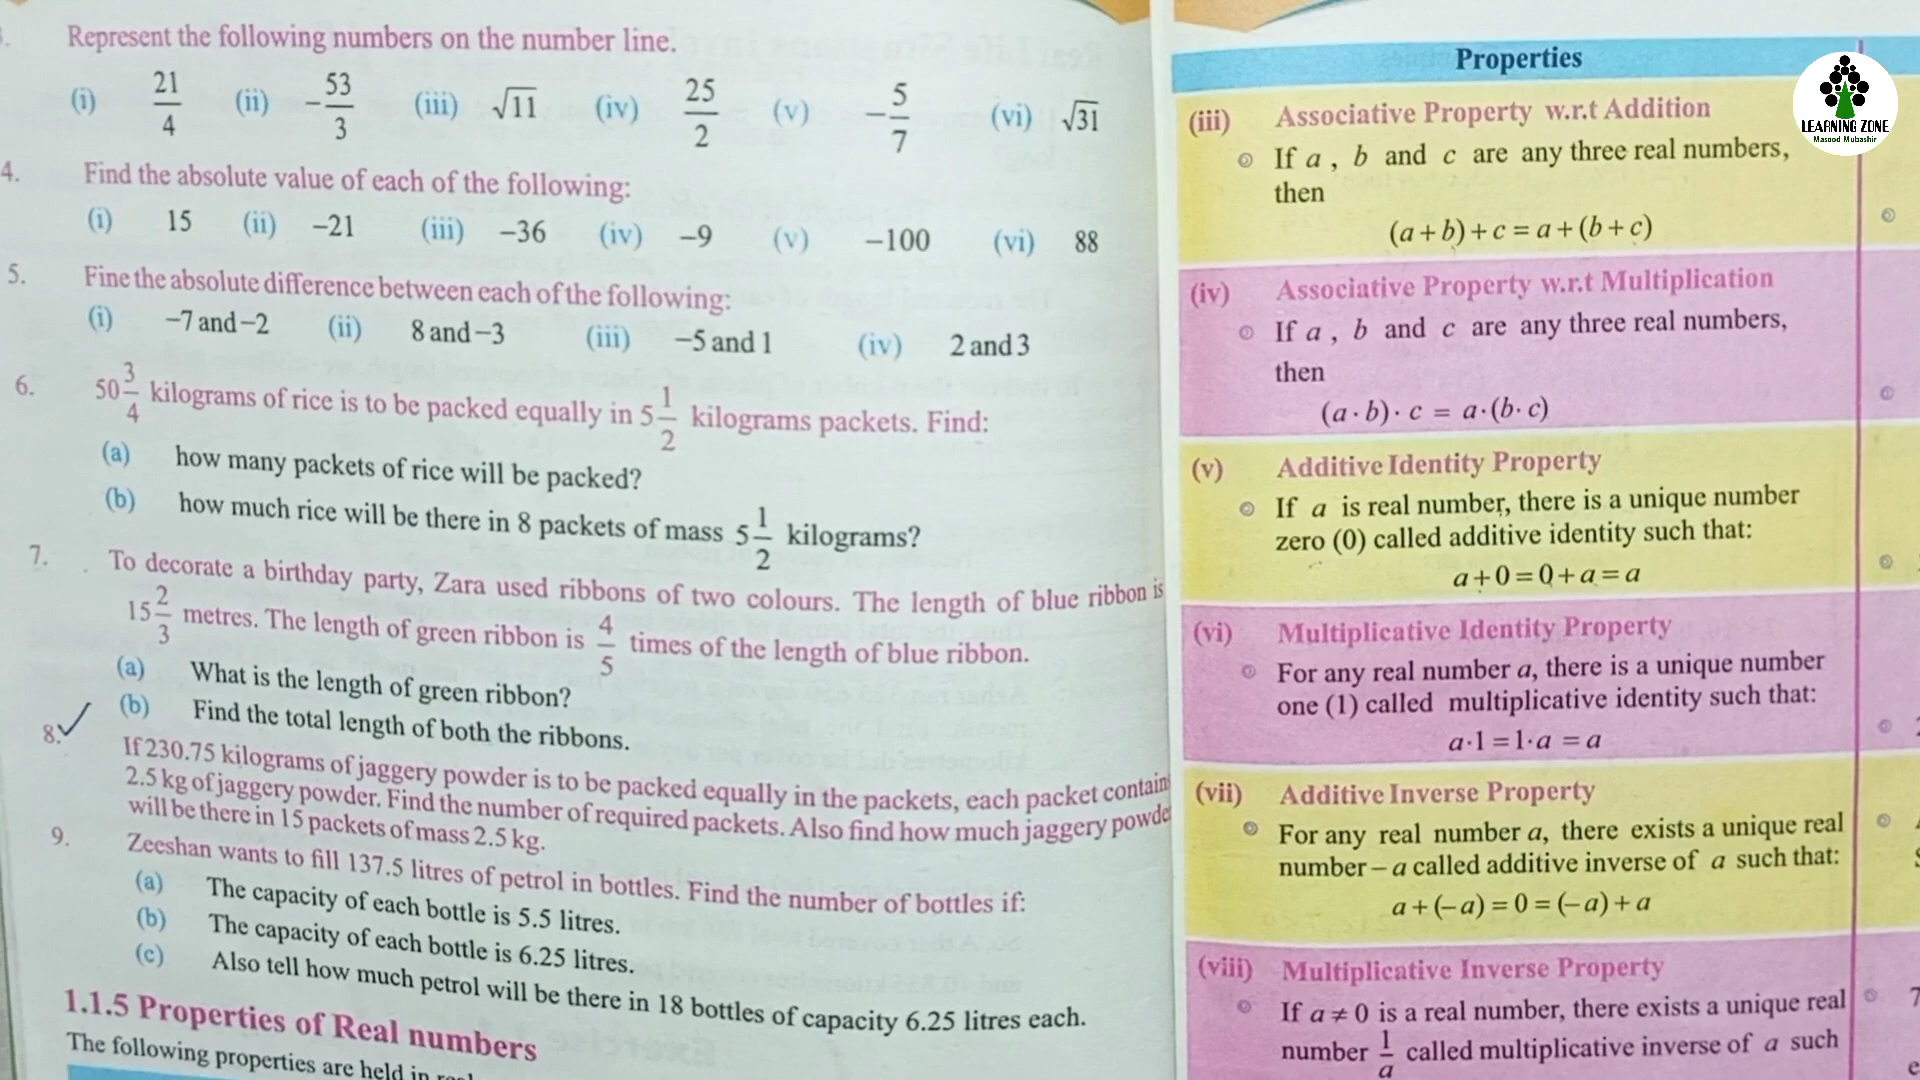 Represent the following numbers on the number line.
(i) 21/4 (ii) -53/3 (iii) √11 (iv) 25/2 (v) -5/7 (vi) √31
4. Find the absolute value of each of the following:
(i) 15 (ii) -21 (iii) -36 (iv) -9 (v) -100 (vi) 88
5. Fine the absolute difference between each of the following:
(i) -7 and -2 (ii) 8 and -3 (iii) -5 and 1 (iv) 2 and 3
6. 50 3/4 kilograms of rice is to be packed equally in 5 1/2 kilograms packets. Find:
(a) how many packets of rice will be packed?
(b) how much rice will be there in 8 packets of mass 5 1/2 kilograms?
7. To decorate a birthday party, Zara used ribbons of two colours. The length of blue ribbon is
15 2/3 metres. The length of green ribbon is 4/5 times of the length of blue ribbon.
(a) What is the length of green ribbon?
(b) Find the total length of both the ribbons.
8. If 230.75 kilograms of jaggery powder is to be packed equally in the packets, each packet contain
2.5 kg of jaggery powder. Find the number of required packets. Also find how much jaggery powde
will be there in 15 packets of mass 2.5 kg.
9. Zeeshan wants to fill 137.5 litres of petrol in bottles. Find the number of bottles if:
(a) The capacity of each bottle is 5.5 litres.
(b) The capacity of each bottle is 6.25 litres.
(c) Also tell how much petrol will be there in 18 bottles of capacity 6.25 litres each.
1.1.5 Properties of Real numbers
The following properties are held in
Properties
(iii) Associative Property w.r.t Addition
If a , b and c are any three real numbers,
then
(a+b)+c = a+(b+c)
(iv) Associative Property w.r.t Multiplication
If a , b and c are any three real numbers,
then
(a·b)·c = a·(b·c)
(v) Additive Identity Property
If a is real number, there is a unique number
zero (0) called additive identity such that:
a+0=0+a=a
(vi) Multiplicative Identity Property
For any real number a, there is a unique number
one (1) called multiplicative identity such that:
a·1=1·a =a
(vii) Additive Inverse Property
For any real number a, there exists a unique real
number -a called additive inverse of a such that:
a+(-a)=0=(-a)+a
(viii) Multiplicative Inverse Property
If a≠0 is a real number, there exists a unique real
number 1/a called multiplicative inverse of a such
LEARNING ZONE
Masood Mubashir